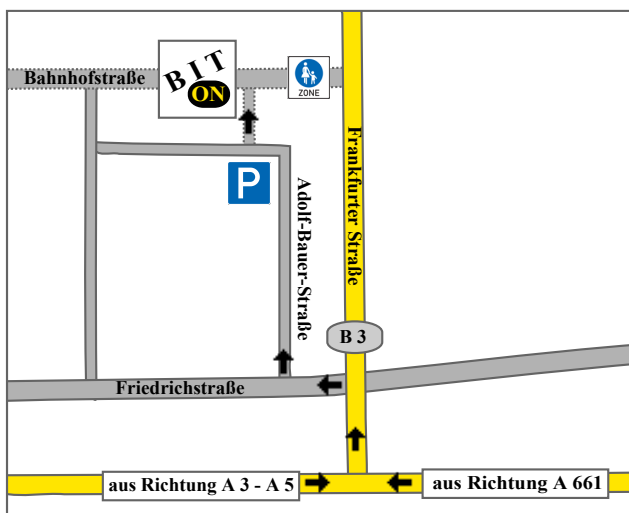 Bahnhofstraße
BIT
ON
ZONE
P
Adolf-Bauer-Straße
Frankfurter Straße
B 3
Friedrichstraße
aus Richtung A 3 - A 5
aus Richtung A 661